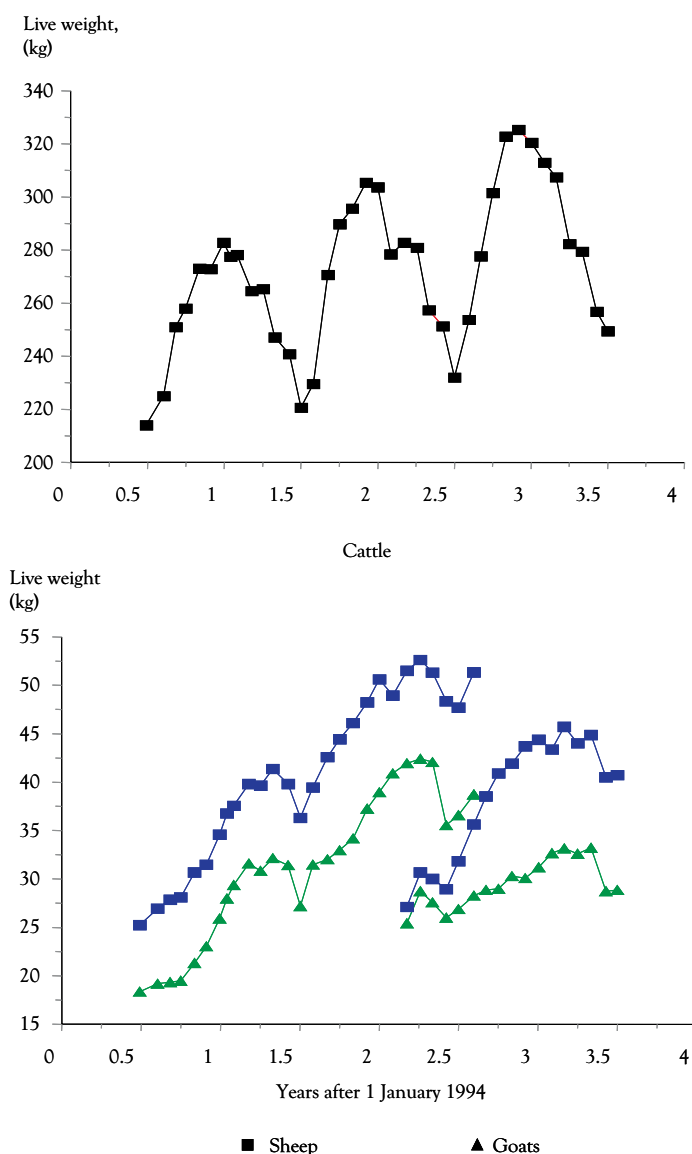 Live weight,
(kg)
340
320
300
280
260
240
220
200
0 0.5 1 1.5 2 2.5 3 3.5 4
Cattle
Live weight
(kg)
55
50
45
40
35
30
25
20
15
0 0.5 1 1.5 2 2.5 3 3.5 4
Years after 1 January 1994
Sheep Goats